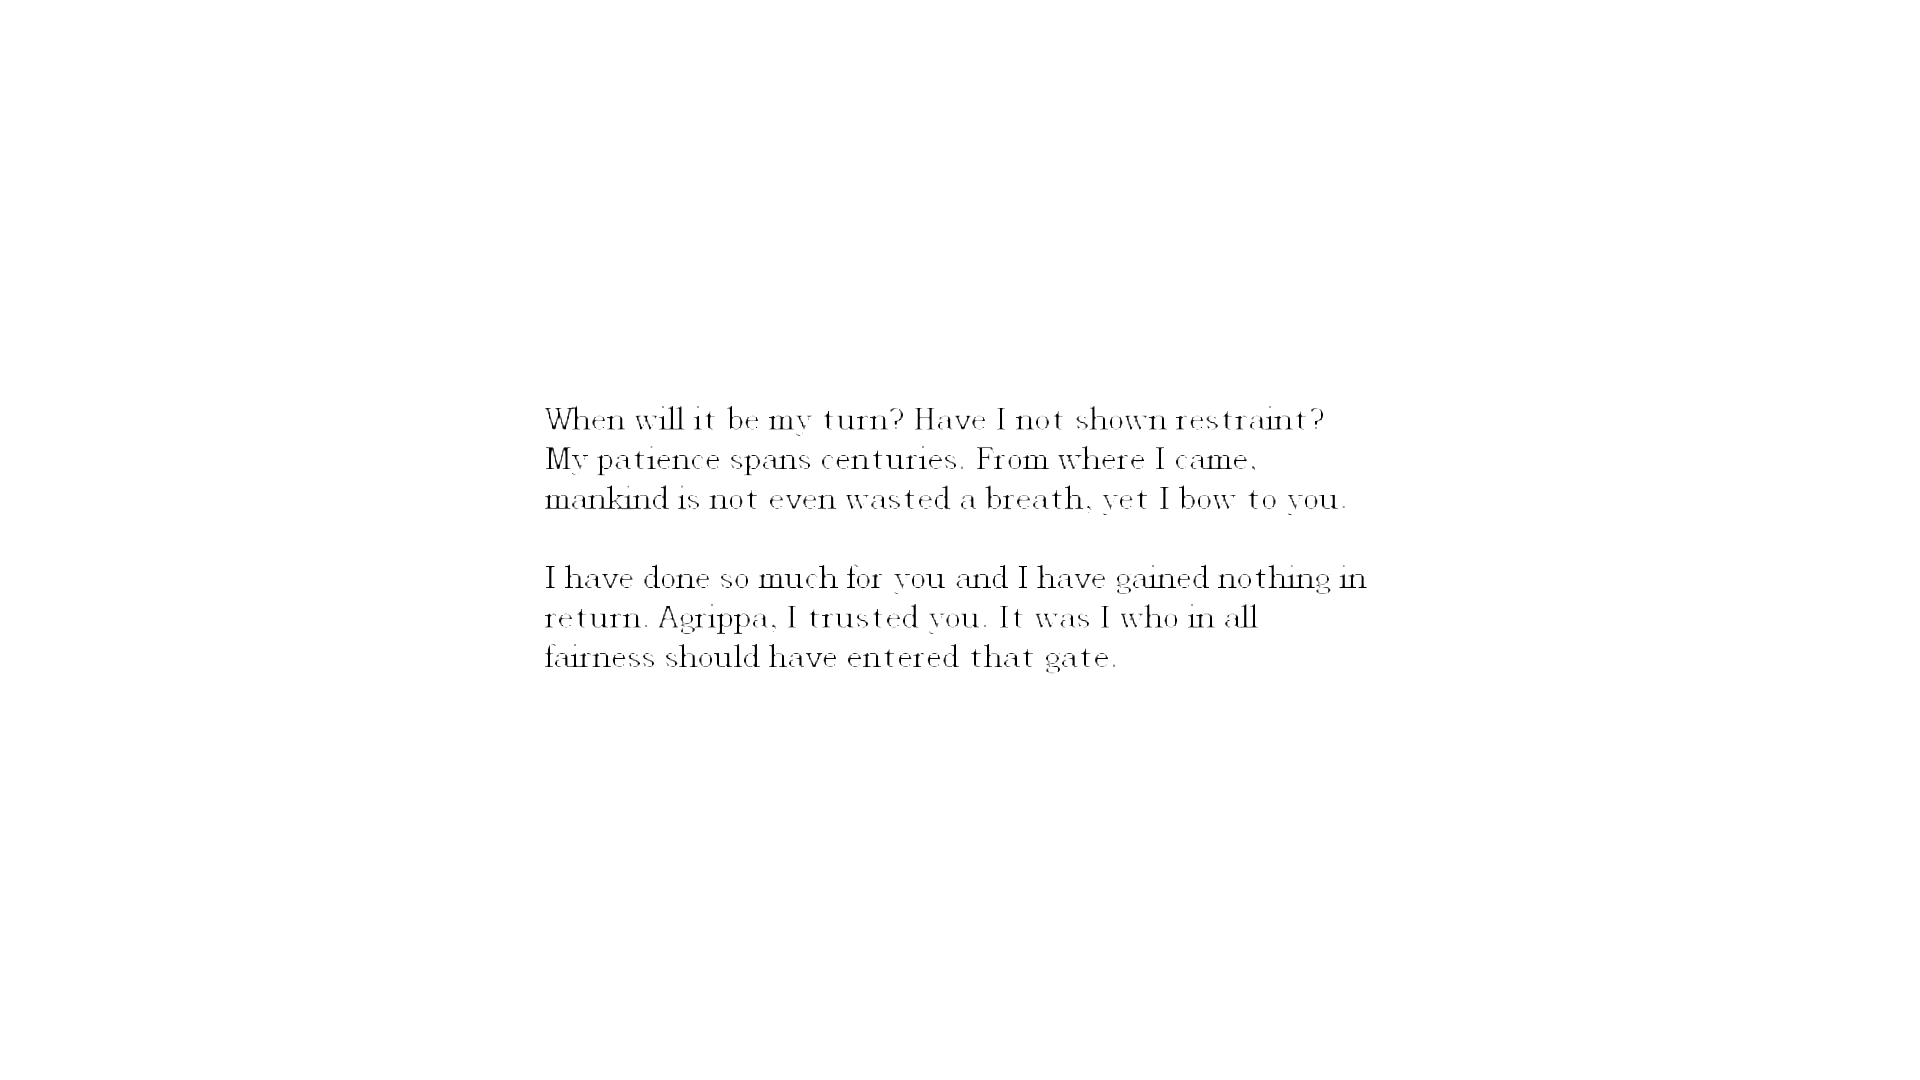 When will it be my turn? Have I not shown restraint?
My patience spans centuries. From where I came,
mankind is not even wasted a breath, yet I bow to you.
I have done so much for you and I have gained nothing in
return. Agrippa, I trusted you. It was I who in all
fairness should have entered that gate.